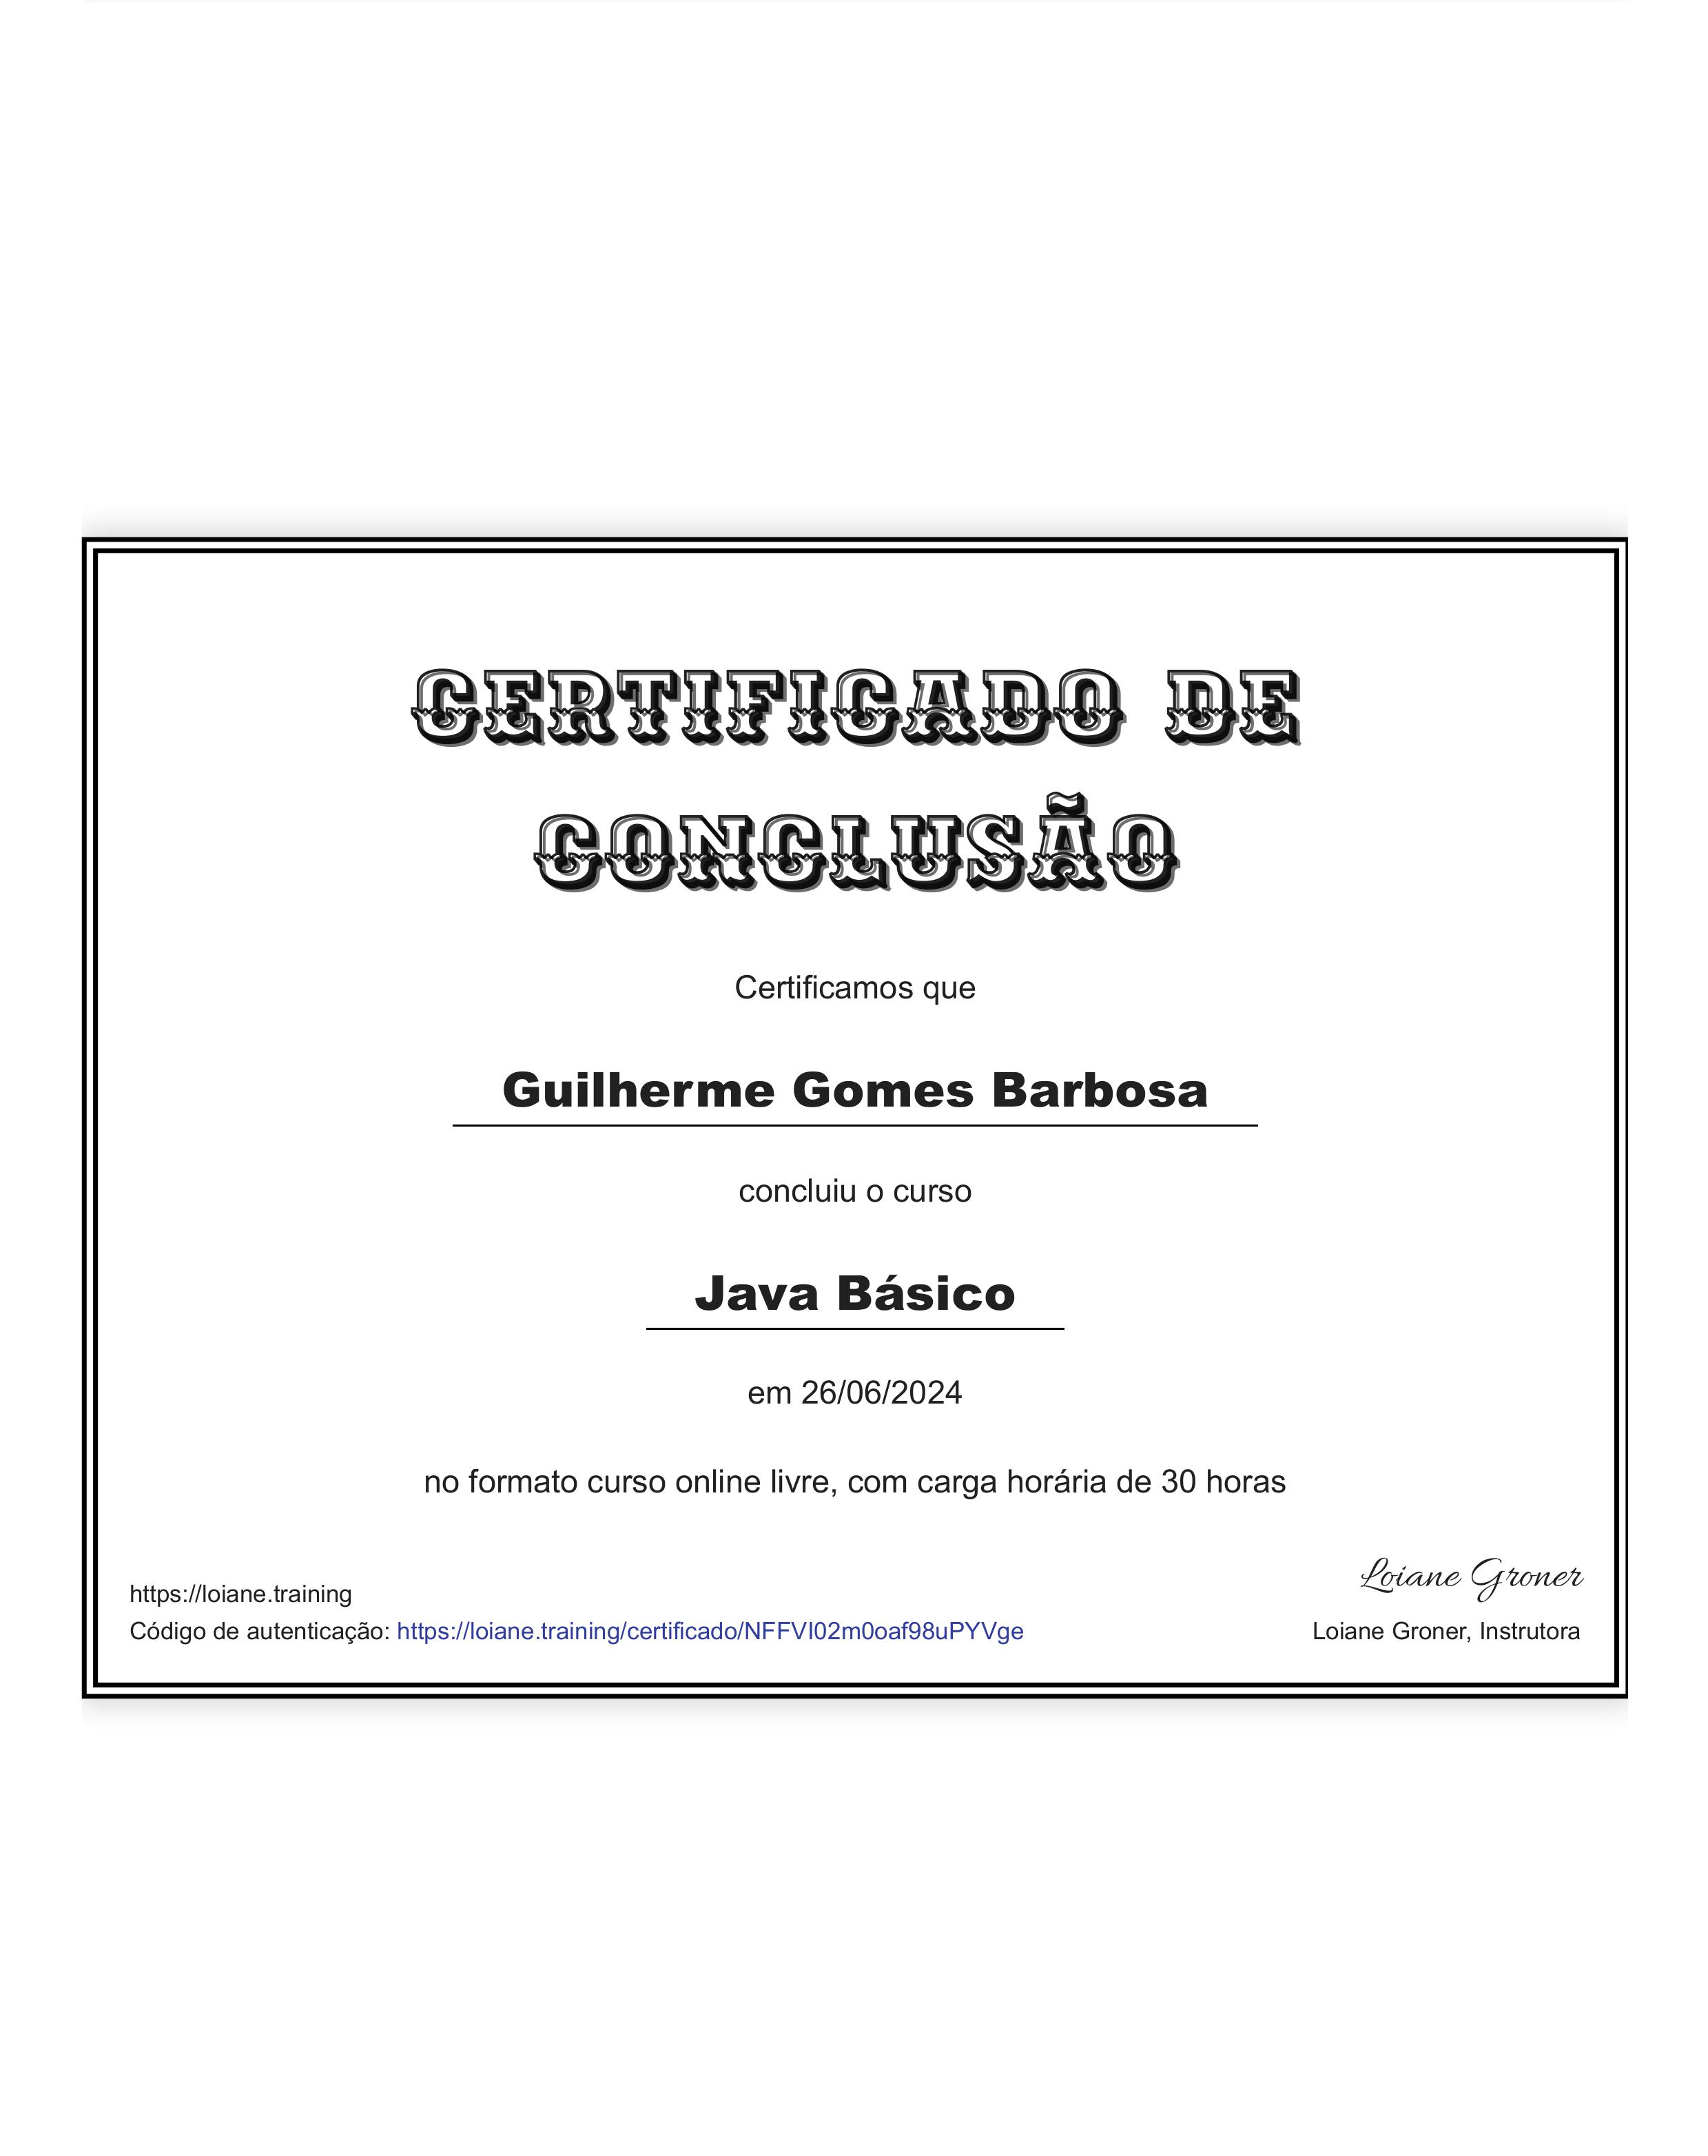 CERTIFICADO DE
CONCLUSÃO
Certificamos que
Guilherme Gomes Barbosa
concluiu o curso
Java Básico
em 26/06/2024
no formato curso online livre, com carga horária de 30 horas
Loiane Groner
https://loiane.training
Código de autenticação: https://loiane.training/certificado/NFFVI02m0oaf98uPYVge
Loiane Groner, Instrutora